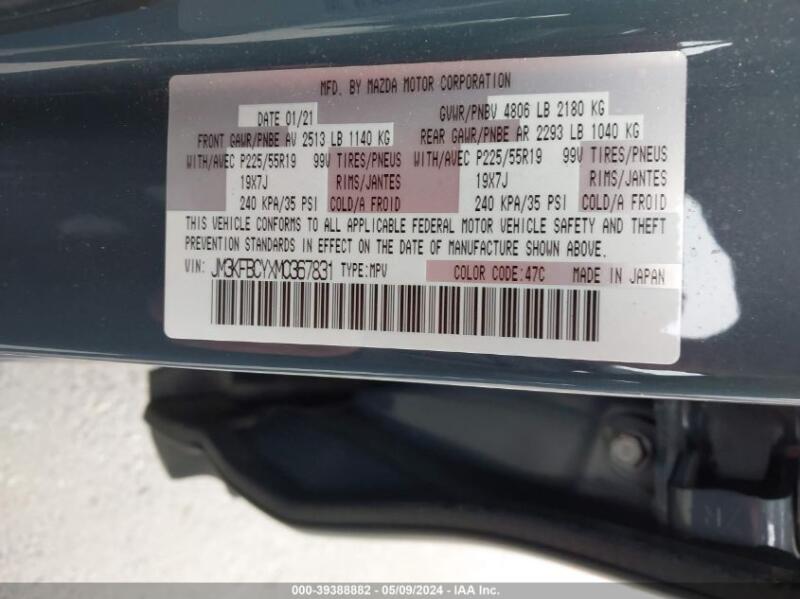 MFD. BY MAZDA MOTOR CORPORATION
DATE 01/21 GVWR/PNBV 4806 LB 2180 KG
FRONT GAWR/PNBE AV 2513 LB 1140 KG REAR GAWR/PNBE AR 2293 LB 1040 KG
WITH/AVEC P225/55R19 99V TIRES/PNEUS WITH/AVEC P225/55R19 99V TIRES/PNEUS
19X7J RIMS/JANTES 19X7J RIMS/JANTES
240 KPA/35 PSI COLD/A FROID 240 KPA/35 PSI COLD/A FROID
THIS VEHICLE CONFORMS TO ALL APPLICABLE FEDERAL MOTOR VEHICLE SAFETY AND THEFT
PREVENTION STANDARDS IN EFFECT ON THE DATE OF MANUFACTURE SHOWN ABOVE.
VIN: JM3KFBCYXM0367831 TYPE:MPV COLOR CODE:47C MADE IN JAPAN
000-39388882 / 05/09/2024 - IAA Inc.